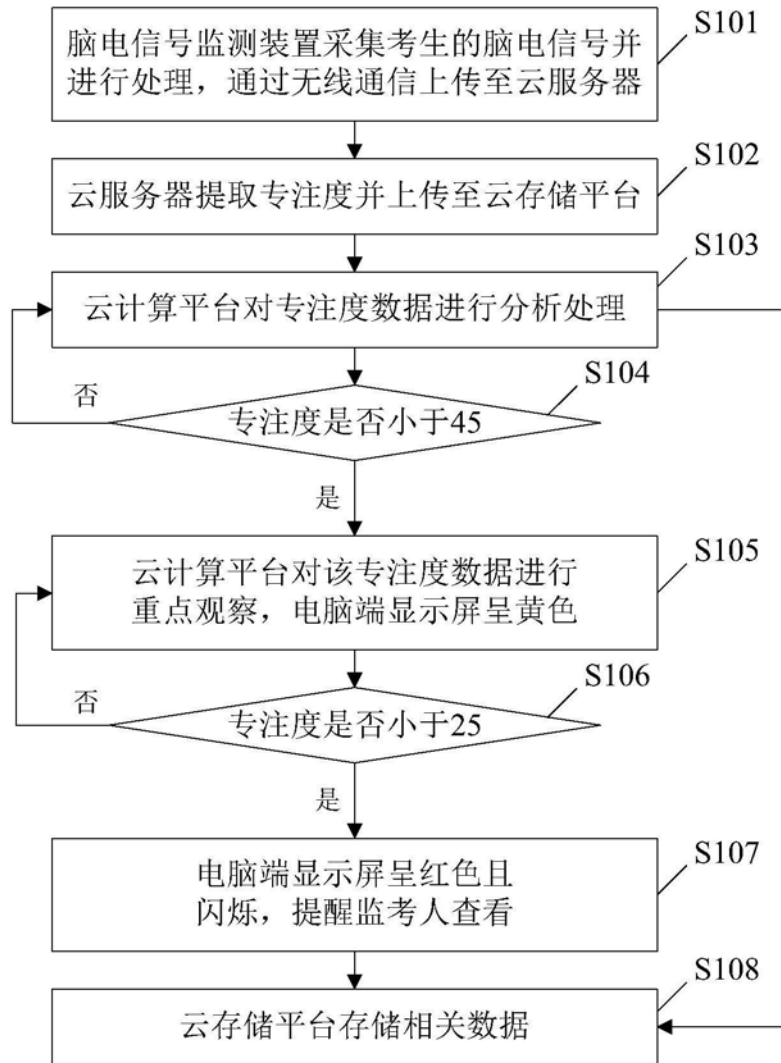 脑电信号监测装置采集考生的脑电信号并
进行处理，通过无线通信上传至云服务器
S101
云服务器提取专注度并上传至云存储平台
S102
云计算平台对专注度数据进行分析处理
S103
否
专注度是否小于45
S104
是
云计算平台对该专注度数据进行
重点观察，电脑端显示屏呈黄色
S105
否
专注度是否小于25
S106
是
电脑端显示屏呈红色且
闪烁，提醒监考人查看
S107
云存储平台存储相关数据
S108